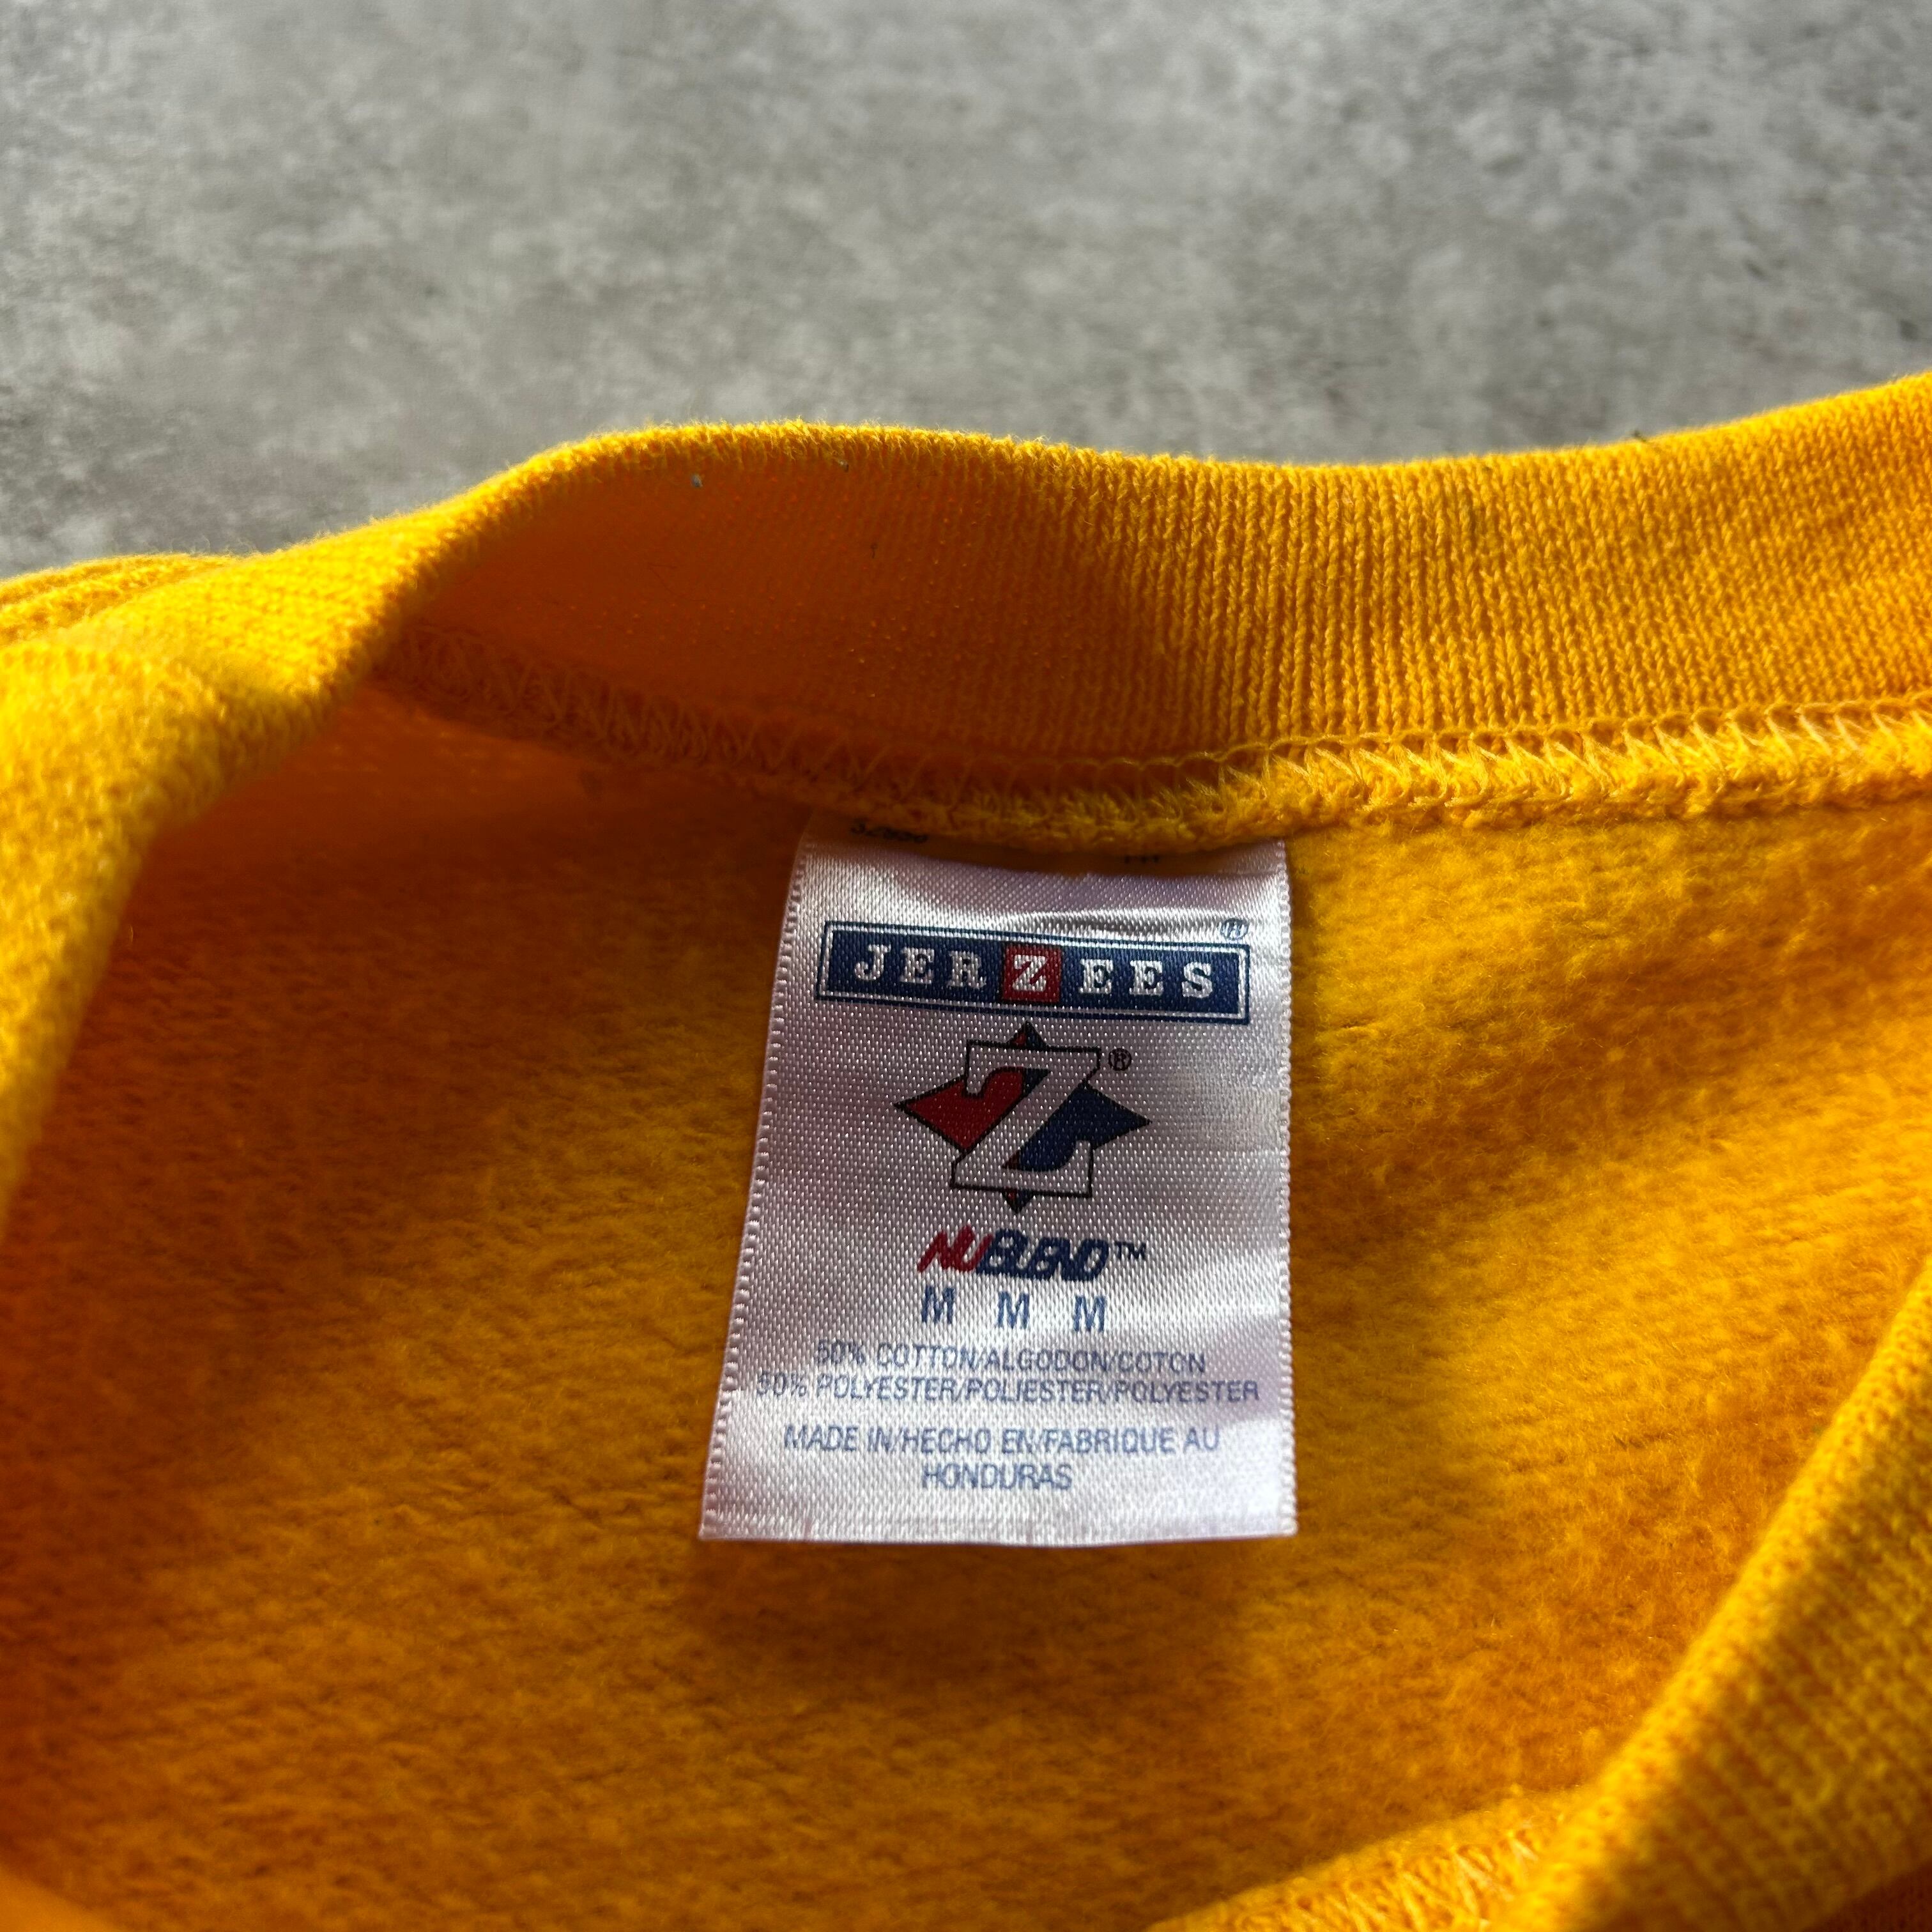 JERZEES®
Z®
NUBLEND™
M M M
50% COTTON/ALGODON/COTON
50% POLYESTER/POLIESTER/POLYESTER
MADE IN/HECHO EN/FABRIQUE AU
HONDURAS